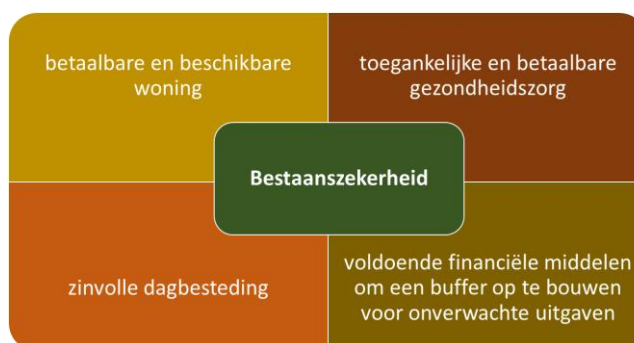 betaalbare en beschikbare
woning
toegankelijke en betaalbare
gezondheidszorg
Bestaanszekerheid
zinvolle dagbesteding
voldoende financiële middelen
om een buffer op te bouwen
voor onverwachte uitgaven